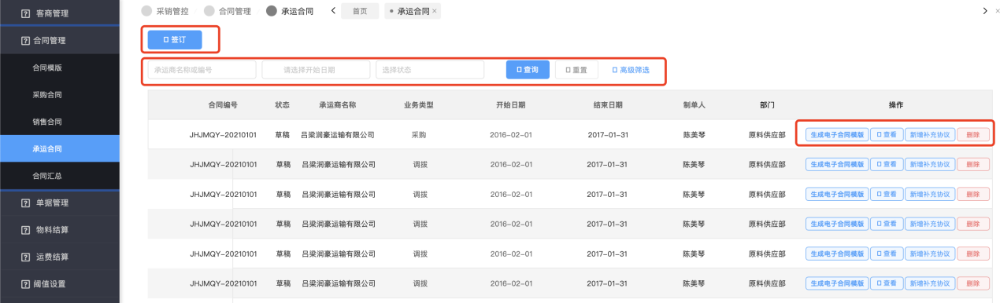 客商管理
采销管控 合同管理 承运合同 首页 承运合同 ×
合同管理
签订
合同模版
承运商名称或编号 请选择开始日期 选择状态 查询 重置 高级筛选
采购合同
销售合同
承运合同
合同汇总
单据管理
物料结算
运费结算
阈值设置
合同编号 状态 承运商名称 业务类型 开始日期 结束日期 制单人 部门 操作
JHJMQY-20210101 草稿 吕梁润豪运输有限公司 采购 2016-02-01 2017-01-31 陈美琴 原料供应部 生成电子合同模版 查看 新增补充协议 删除
JHJMQY-20210101 草稿 吕梁润豪运输有限公司 调拨 2016-02-01 2017-01-31 陈美琴 原料供应部 生成电子合同模版 查看 新增补充协议 删除
JHJMQY-20210101 草稿 吕梁润豪运输有限公司 调拨 2016-02-01 2017-01-31 陈美琴 原料供应部 生成电子合同模版 查看 新增补充协议 删除
JHJMQY-20210101 草稿 吕梁润豪运输有限公司 调拨 2016-02-01 2017-01-31 陈美琴 原料供应部 生成电子合同模版 查看 新增补充协议 删除
JHJMQY-20210101 草稿 吕梁润豪运输有限公司 调拨 2016-02-01 2017-01-31 陈美琴 原料供应部 生成电子合同模版 查看 新增补充协议 删除
JHJMQY-20210101 草稿 吕梁润豪运输有限公司 调拨 2016-02-01 2017-01-31 陈美琴 原料供应部 生成电子合同模版 查看 新增补充协议 删除